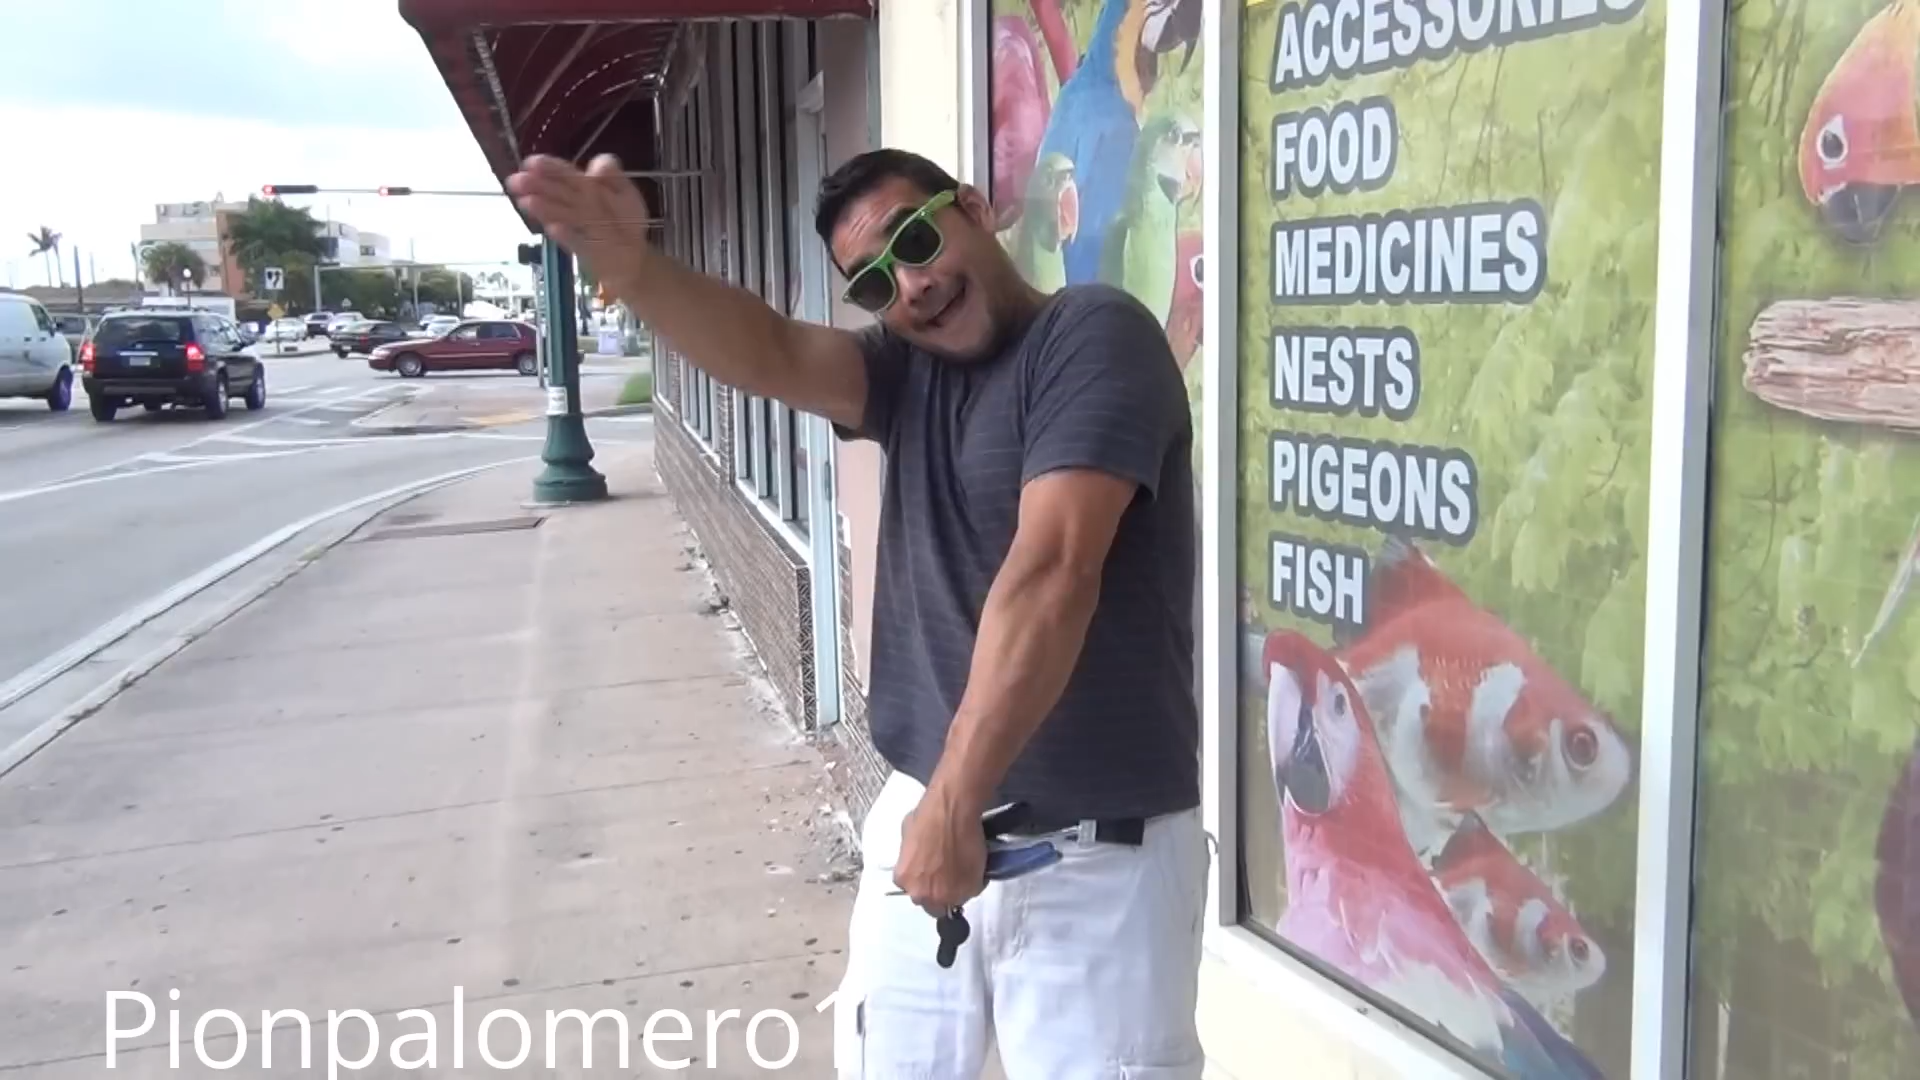 ACCESSORIES
FOOD
MEDICINES
NESTS
PIGEONS
FISH
Pionpalomero1